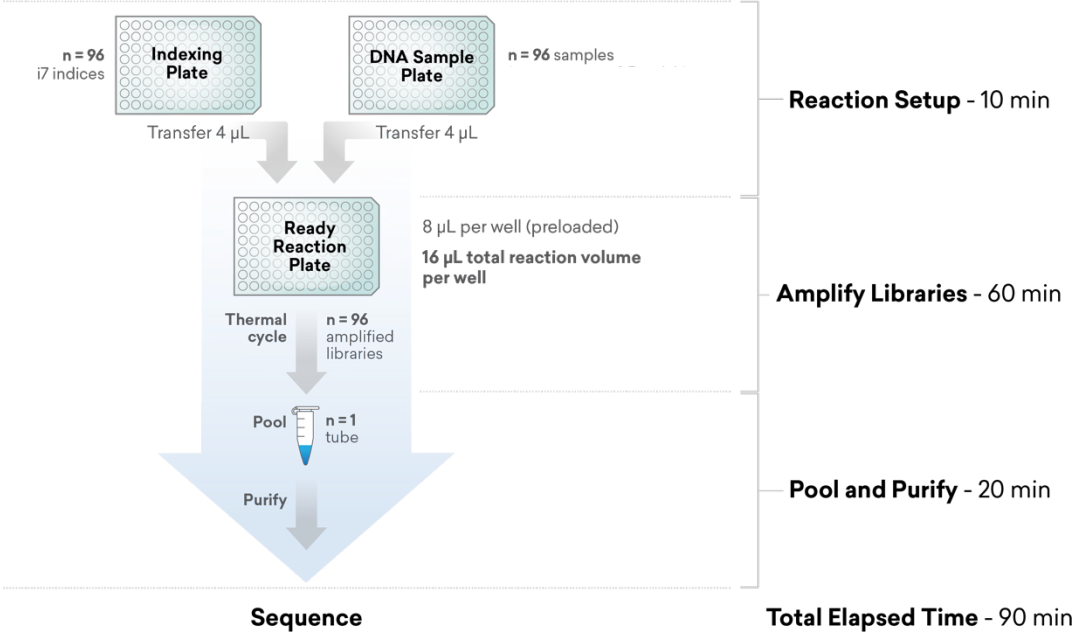 n = 96
i7 indices
Indexing
Plate
DNA Sample
Plate
n = 96 samples
Reaction Setup - 10 min
Transfer 4 µL
Transfer 4 µL
Ready
Reaction
Plate
8 µL per well (preloaded)
16 µL total reaction volume
per well
Amplify Libraries - 60 min
Thermal
cycle
n = 96
amplified
libraries
Pool
n = 1
tube
Pool and Purify - 20 min
Purify
Sequence
Total Elapsed Time - 90 min